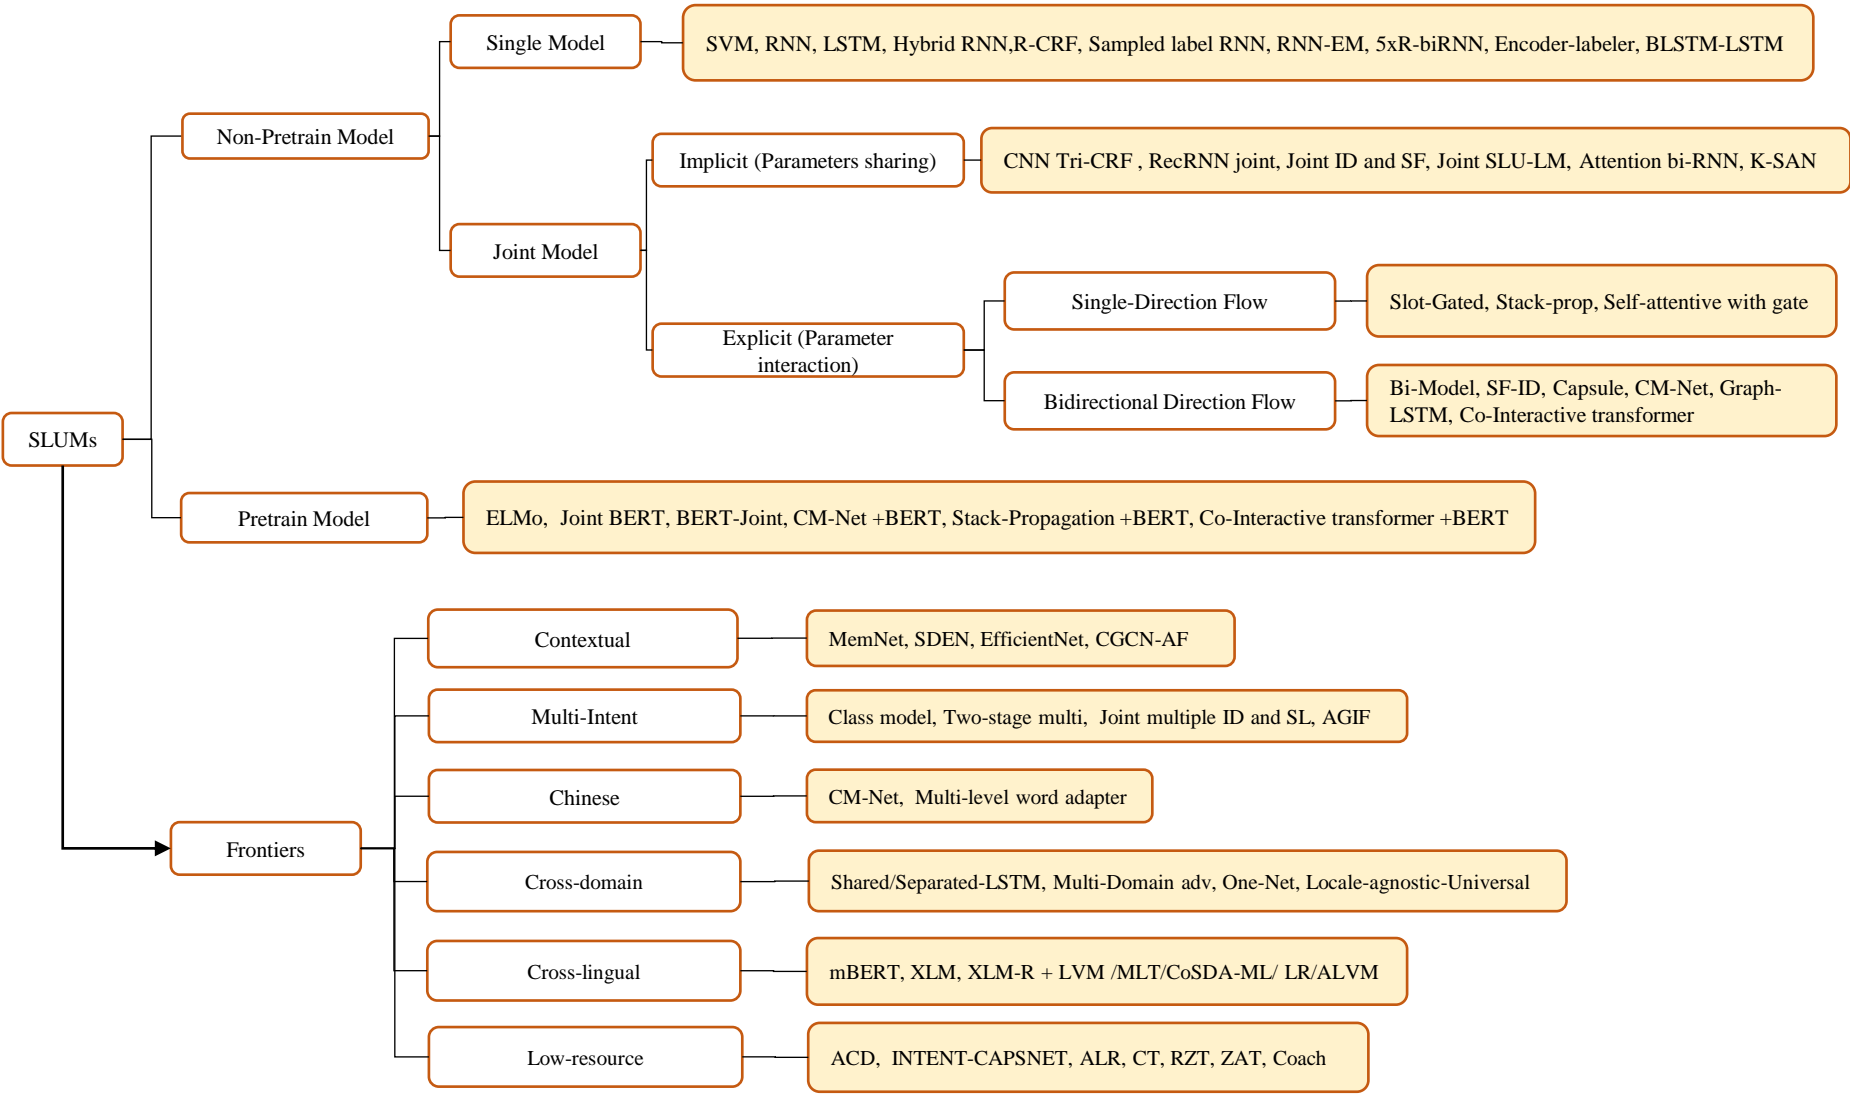 Single Model
SVM, RNN, LSTM, Hybrid RNN,R-CRF, Sampled label RNN, RNN-EM, 5xR-biRNN, Encoder-labeler, BLSTM-LSTM
Non-Pretrain Model
Implicit (Parameters sharing)
CNN Tri-CRF , RecRNN joint, Joint ID and SF, Joint SLU-LM, Attention bi-RNN, K-SAN
Joint Model
Explicit (Parameter
interaction)
Single-Direction Flow
Slot-Gated, Stack-prop, Self-attentive with gate
Bidirectional Direction Flow
Bi-Model, SF-ID, Capsule, CM-Net, Graph-
LSTM, Co-Interactive transformer
SLUMs
Pretrain Model
ELMo, Joint BERT, BERT-Joint, CM-Net +BERT, Stack-Propagation +BERT, Co-Interactive transformer +BERT
Frontiers
Contextual
MemNet, SDEN, EfficientNet, CGCN-AF
Multi-Intent
Class model, Two-stage multi, Joint multiple ID and SL, AGIF
Chinese
CM-Net, Multi-level word adapter
Cross-domain
Shared/Separated-LSTM, Multi-Domain adv, One-Net, Locale-agnostic-Universal
Cross-lingual
mBERT, XLM, XLM-R + LVM /MLT/CoSDA-ML/ LR/ALVM
Low-resource
ACD, INTENT-CAPSNET, ALR, CT, RZT, ZAT, Coach